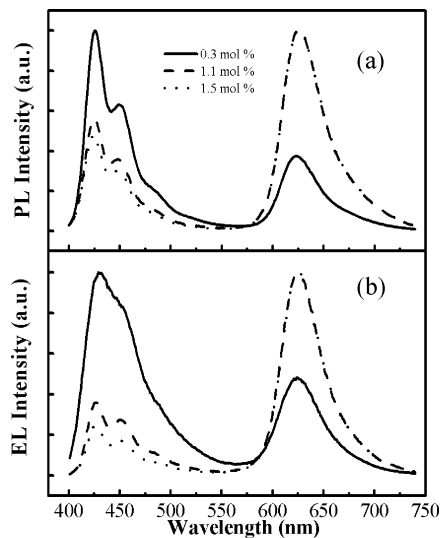 (a)
0.3 mol %
1.1 mol %
1.5 mol %
PL Intensity (a.u.)
(b)
EL Intensity (a.u.)
400 450 500 550 600 650 700 750
Wavelength (nm)